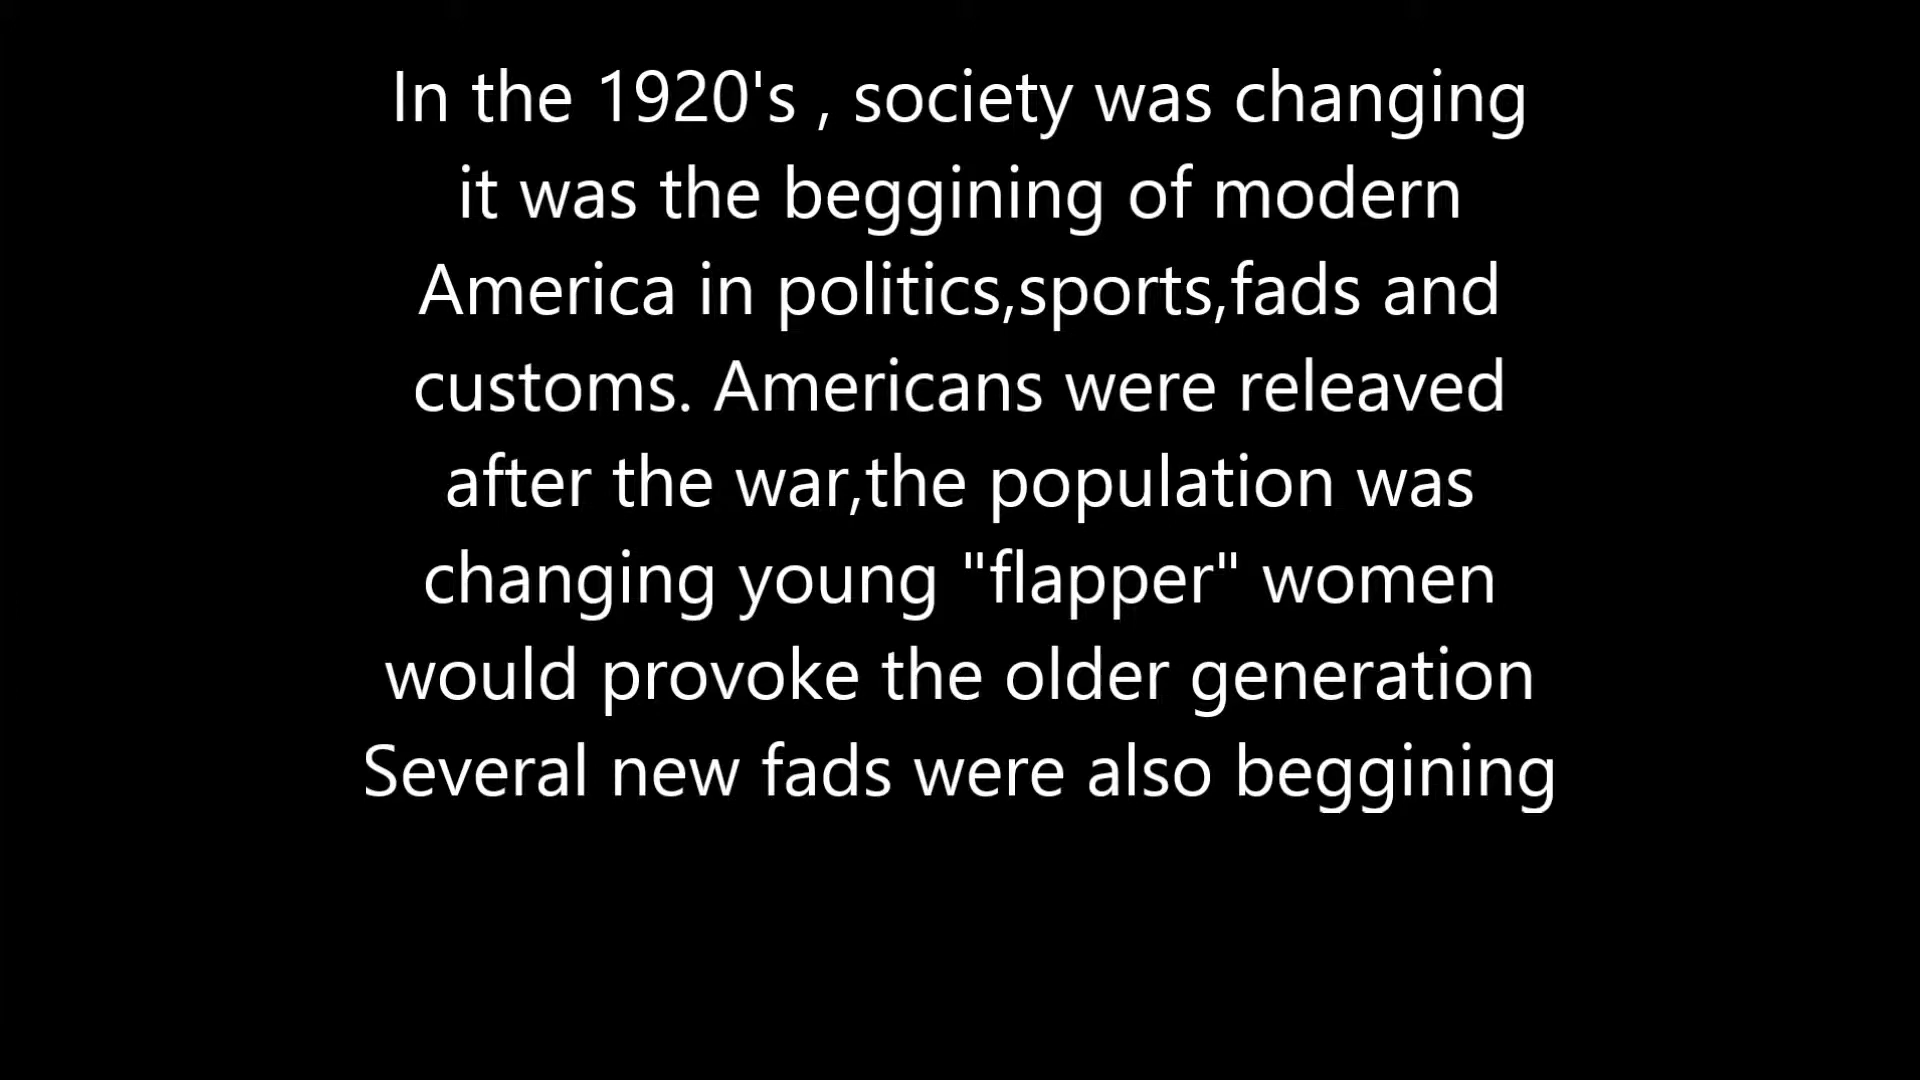 In the 1920's , society was changing
it was the beggining of modern
America in politics,sports,fads and
customs. Americans were releaved
after the war,the population was
changing young "flapper" women
would provoke the older generation
Several new fads were also beggining